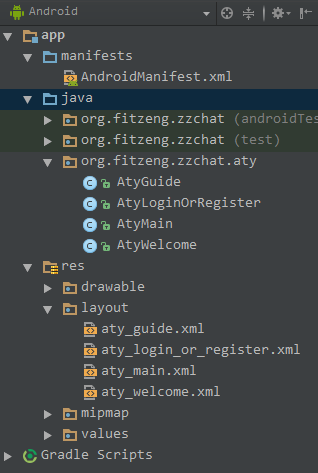 Android
app
manifests
AndroidManifest.xml
java
org.fitzeng.zzchat (androidTes
org.fitzeng.zzchat (test)
org.fitzeng.zzchat.aty
AtyGuide
AtyLoginOrRegister
AtyMain
AtyWelcome
res
drawable
layout
aty_guide.xml
aty_login_or_register.xml
aty_main.xml
aty_welcome.xml
mipmap
values
Gradle Scripts